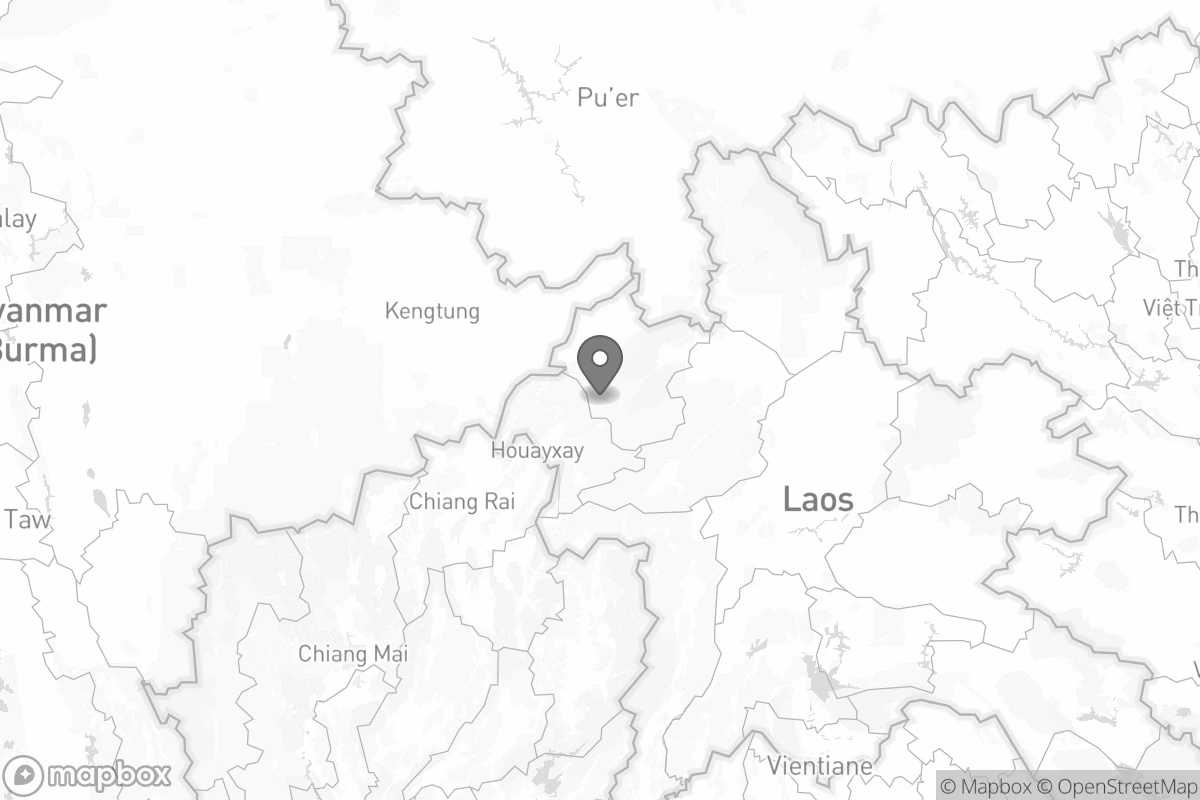 Pu'er
alay
Th
Kengtung
yanmar
Burma)
Việt Tr
Houayxay
Chiang Rai
Laos
Taw
Th
Chiang Mai
Vientiane
mapbox
© Mapbox © OpenStreetMap